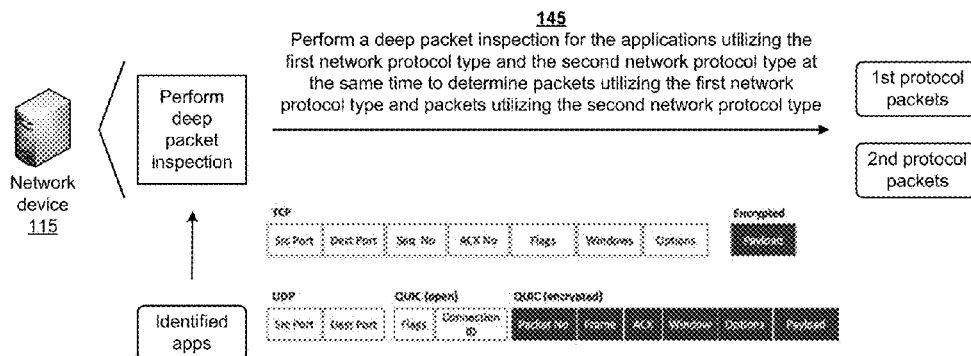 145
Perform a deep packet inspection for the applications utilizing the
first network protocol type and the second network protocol type at
the same time to determine packets utilizing the first network
protocol type and packets utilizing the second network protocol type
Perform
deep
packet
inspection
1st protocol
packets
2nd protocol
packets
Network
device
115
TCP
Encrypted
Src Port
Dest Port
Seq. No
ACK No
Flags
Windows
Options
Payload
UDP
QUIC (open)
QUIC (encrypted)
Src Port
Dest Port
Flags
Connection
ID
Packet No
Frame
ACK
Window
Options
Payload
Identified
apps